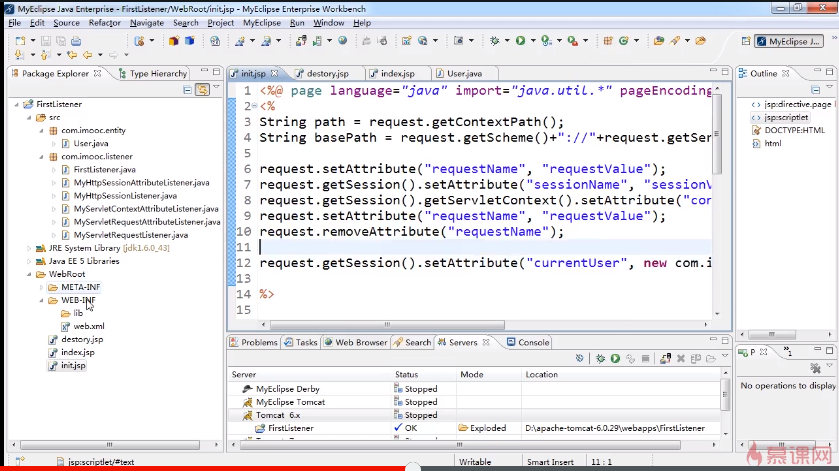 MyEclipse Java Enterprise - FirstListener/WebRoot/init.jsp - MyEclipse Enterprise Workbench
File Edit Source Refactor Navigate Search Project MyEclipse Run Window Help
MyEclipse J
Package Explorer
Type Hierarchy
FirstListener
src
com.imooc.entity
User.java
com.imooc.listener
FirstListener.java
MyHttpSessionAttributeListener.java
MyHttpSessionListener.java
MyServletContextAttributeListener.java
MyServletRequestAttributeListener.java
MyServletRequestListener.java
JRE System Library [jdk1.6.0_43]
Java EE 5 Libraries
WebRoot
META-INF
WEB-INF
lib
web.xml
destory.jsp
index.jsp
init.jsp
init.jsp destory.jsp index.jsp User.java
1 <%@ page language="java" import="java.util.*" pageEncoding
2 <%
3 String path = request.getContextPath();
4 String basePath = request.getScheme()+"://"+request.getSer
5
6 request.setAttribute("requestName", "requestValue");
7 request.getSession().setAttribute("sessionName", "sessionV
8 request.getSession().getServletContext().setAttribute("con
9 request.setAttribute("requestName", "requestValue");
10 request.removeAttribute("requestName");
11
12 request.getSession().setAttribute("currentUser", new com.i
13
14 %>
15
Outline
jsp:directive.page
jsp:scriptlet
DOCTYPE:HTML
html
Problems Tasks Web Browser Search Servers Console
Server Status Mode Location
MyEclipse Derby Stopped
MyEclipse Tomcat Stopped
Tomcat 6.x Stopped
FirstListener OK Exploded D:\apache-tomcat-6.0.29\webapps\FirstListener
P
No operations to display
jsp:scriptlet/#text
Writable
Smart Insert
11 : 1
慕课网